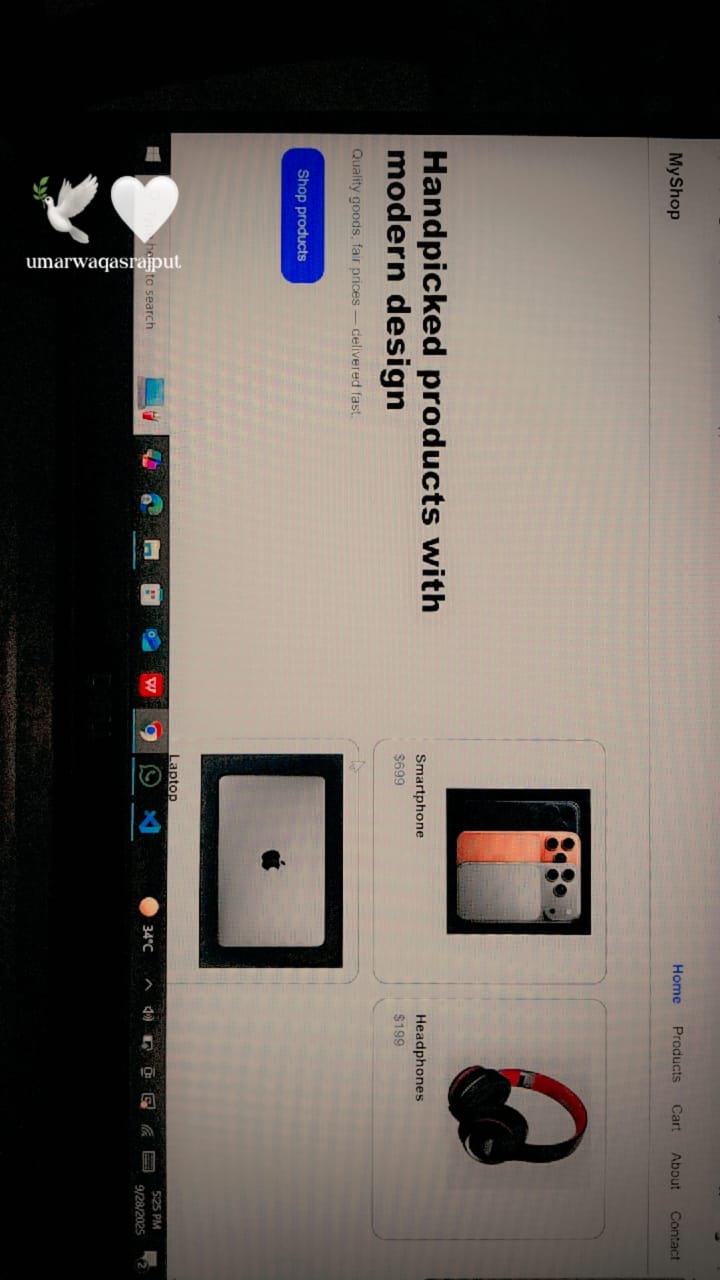 MyShop
Home Products Cart About Contact
Handpicked products with
modern design
Quality goods, fair prices — delivered fast.
Shop products
Smartphone
$699
Headphones
$199
Laptop
to search
34°C
5:25 PM
9/28/2025
2
umarwaqasrajput